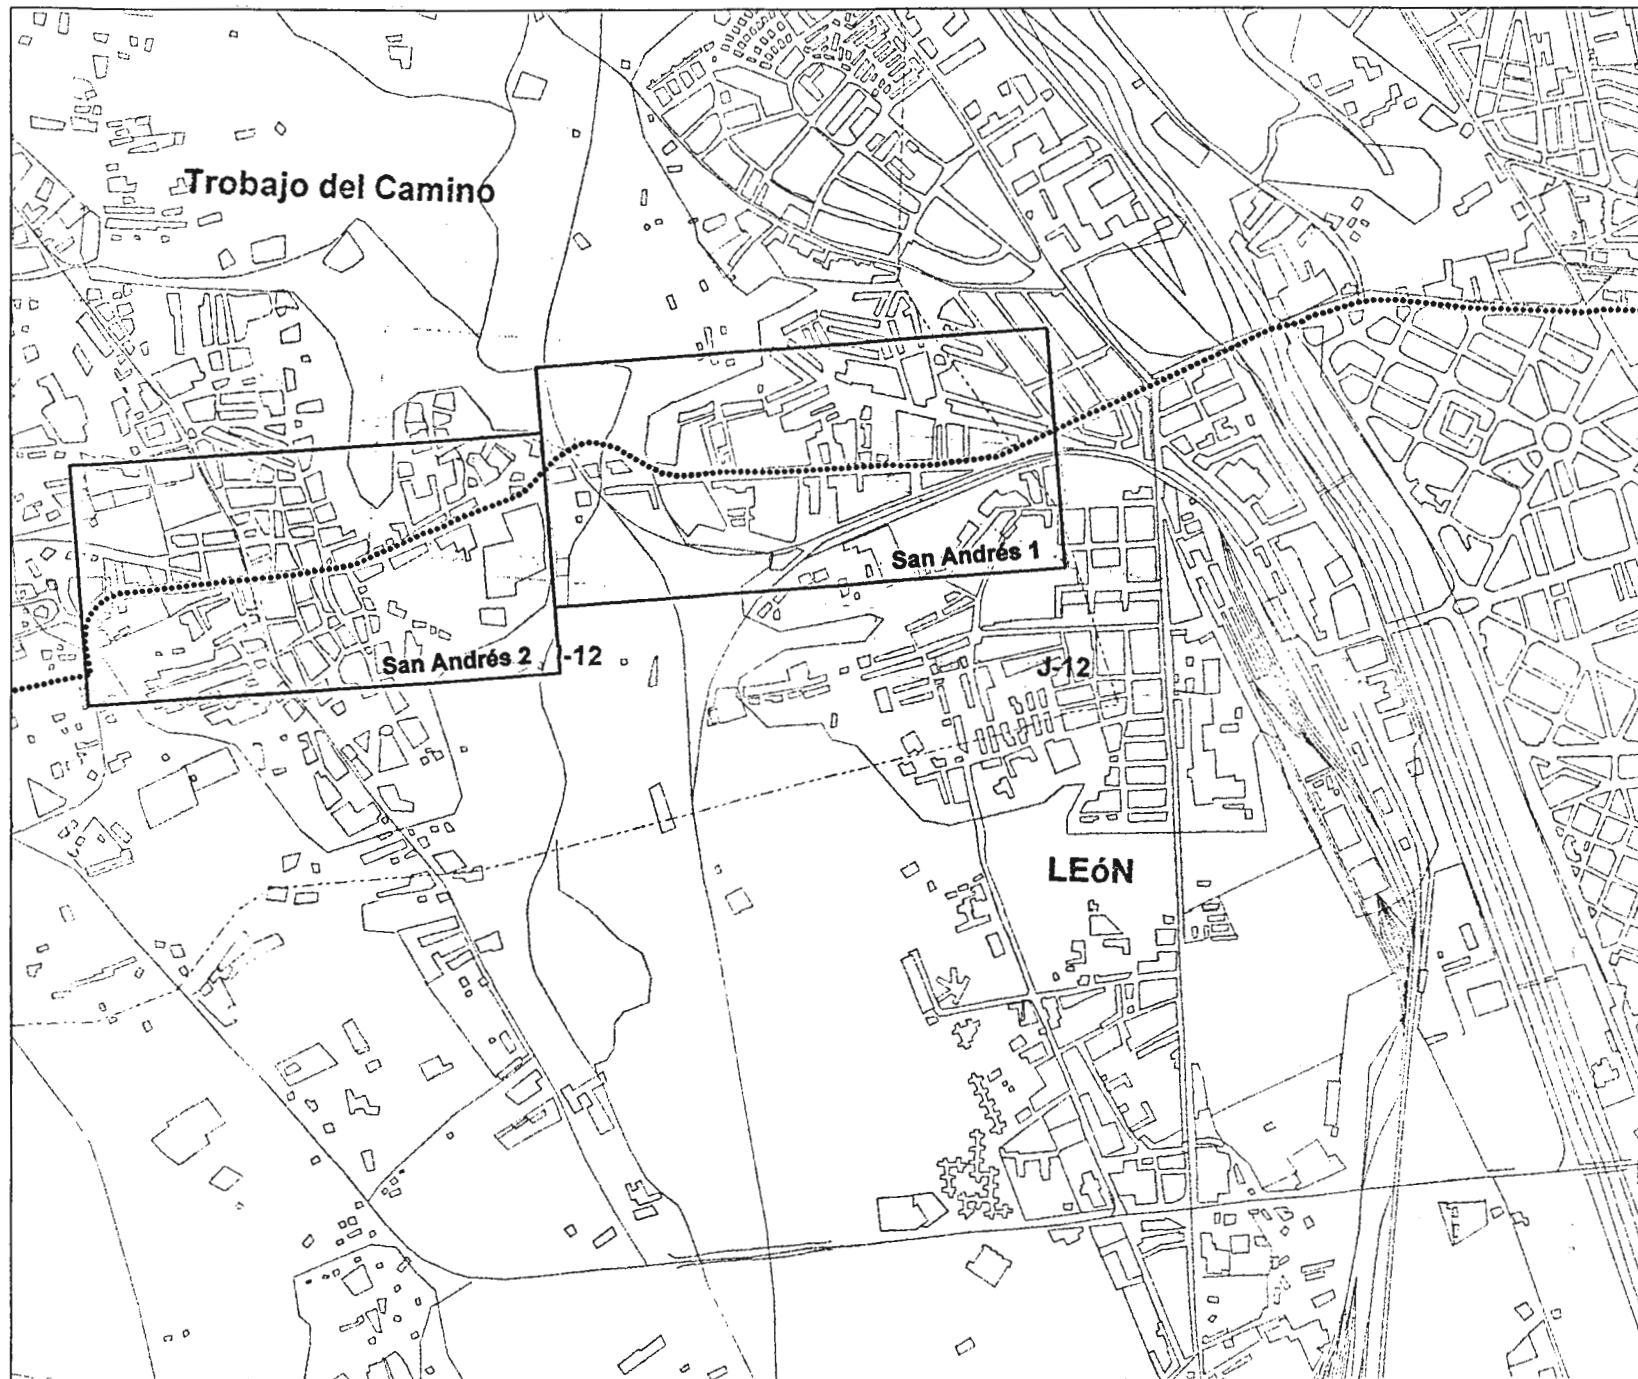 Trobajo del Camino
San Andrés 1
San Andrés 2
-12
J-12
LEóN